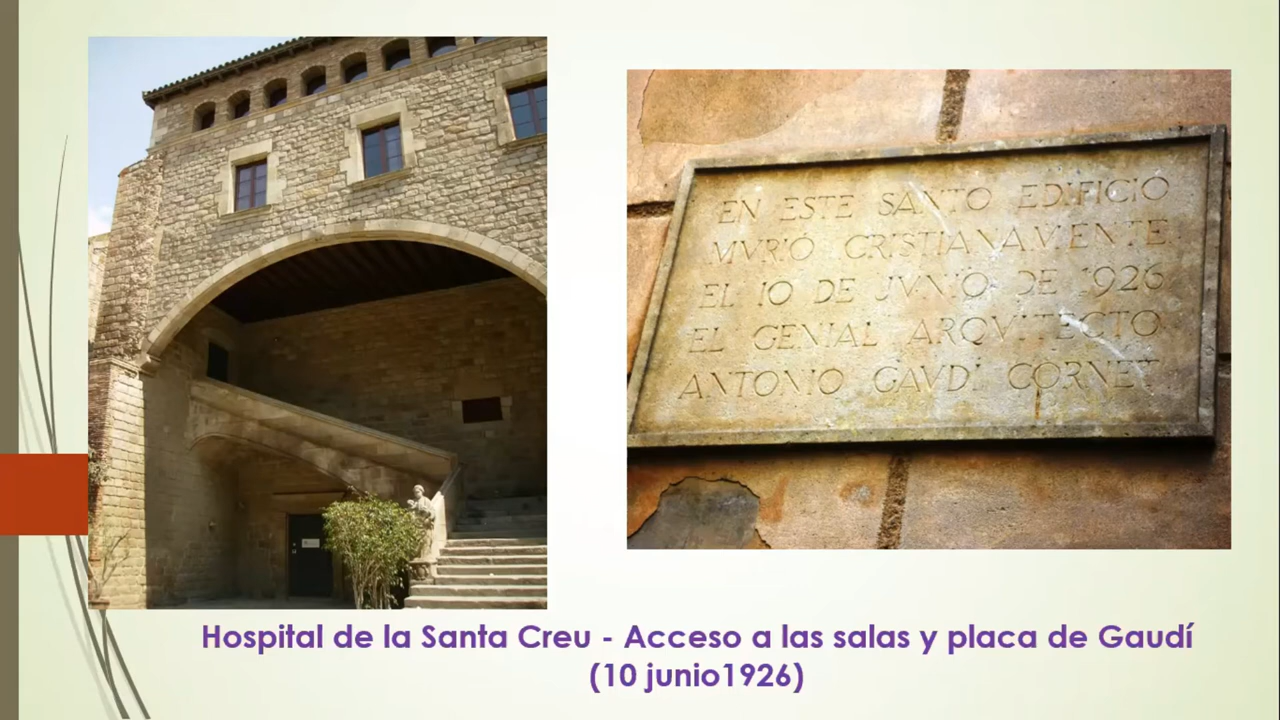 EN ESTE SANTO EDIFICIO
MVRIÓ CRISTIANAMENTE
EL 10 DE JVNIO DE 1926
EL GENIAL ARQVITECTO
ANTONIO GAVDÍ CORNET
Hospital de la Santa Creu - Acceso a las salas y placa de Gaudí
(10 junio1926)